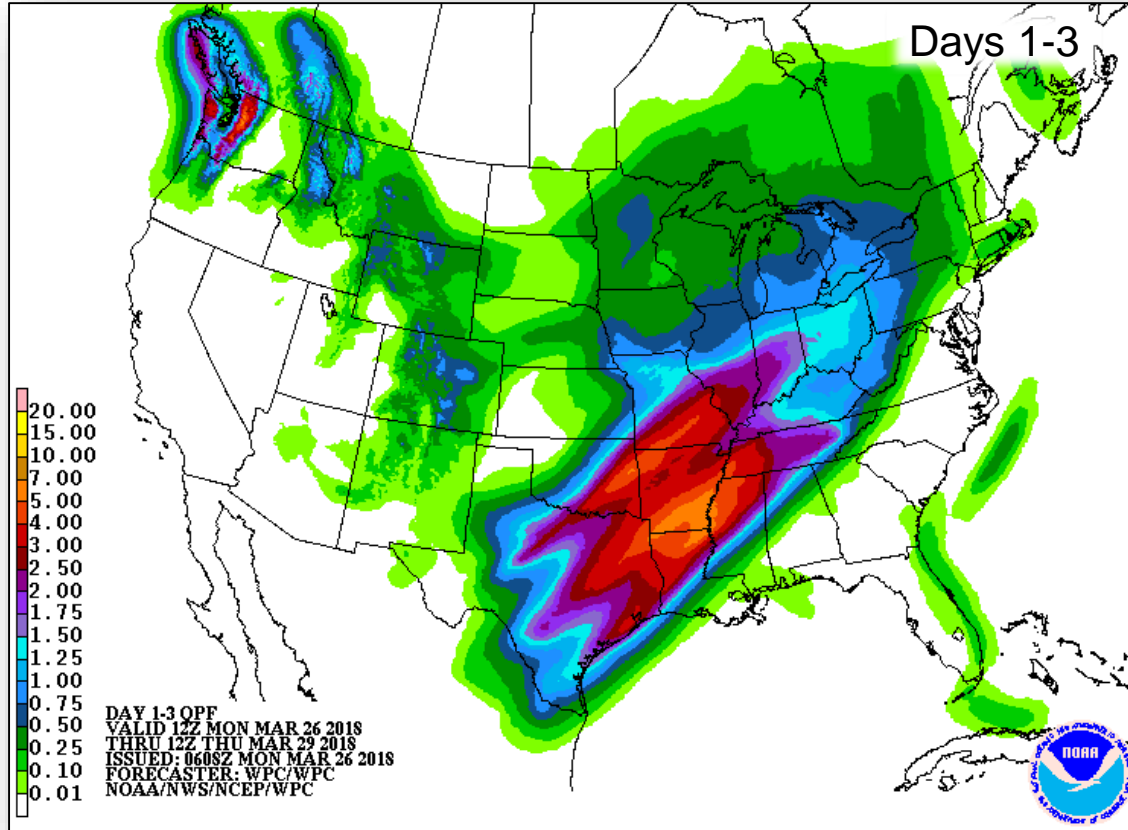 Days 1-3
20.00
15.00
10.00
7.00
5.00
4.00
3.00
2.50
2.00
1.75
1.50
1.25
1.00
0.75
0.50
0.25
0.10
0.01
DAY 1-3 QPF
VALID 12Z MON MAR 26 2018
THRU 12Z THU MAR 29 2018
ISSUED: 0608Z MON MAR 26 2018
FORECASTER: WPC/WPC
NOAA/NWS/NCEP/WPC
NOAA